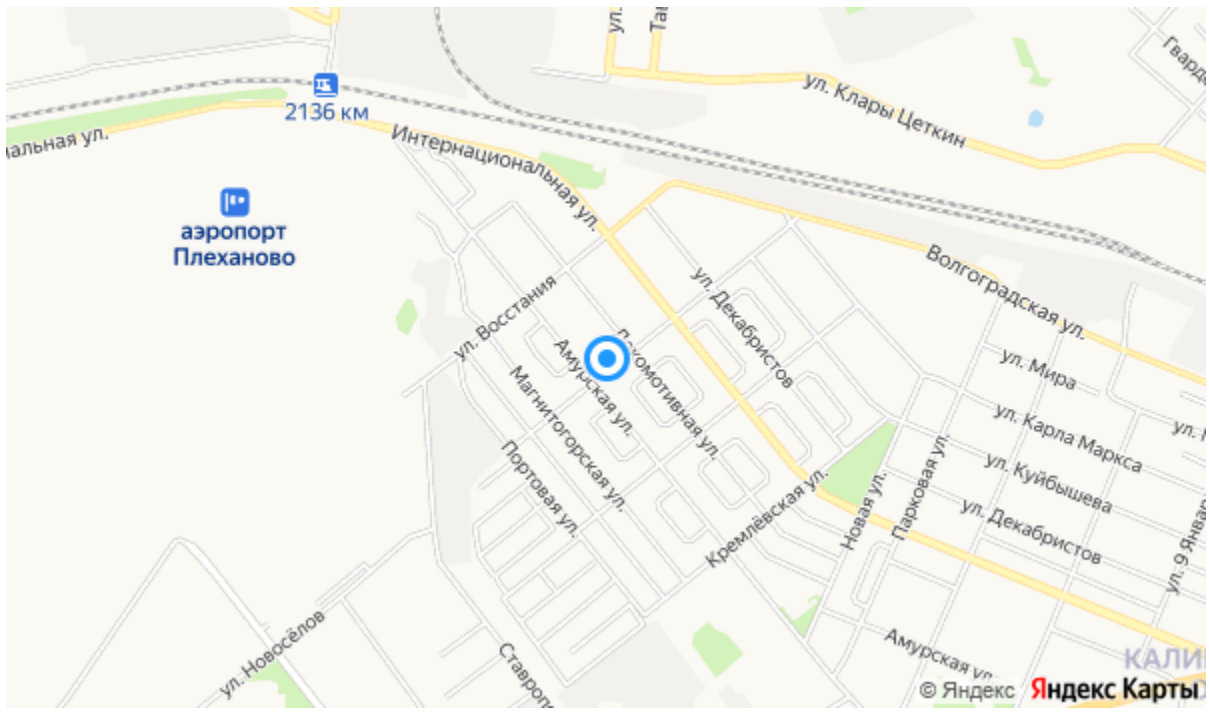 ул.
2136 км
Интернациональная ул.
ул. Клары Цеткин
аэропорт
Плеханово
ул. Восстания
ул. Декабристов
Волгоградская ул.
Амурская ул.
Локомотивная ул.
Магнитогорская ул.
Портовая ул.
ул. Мира
ул. Карла Маркса
ул. Куйбышева
ул. Декабристов
Парковая ул.
Новая ул.
Кремлёвская ул.
ул. Новосёлов
Амурская ул.
© Яндекс Яндекс Карты